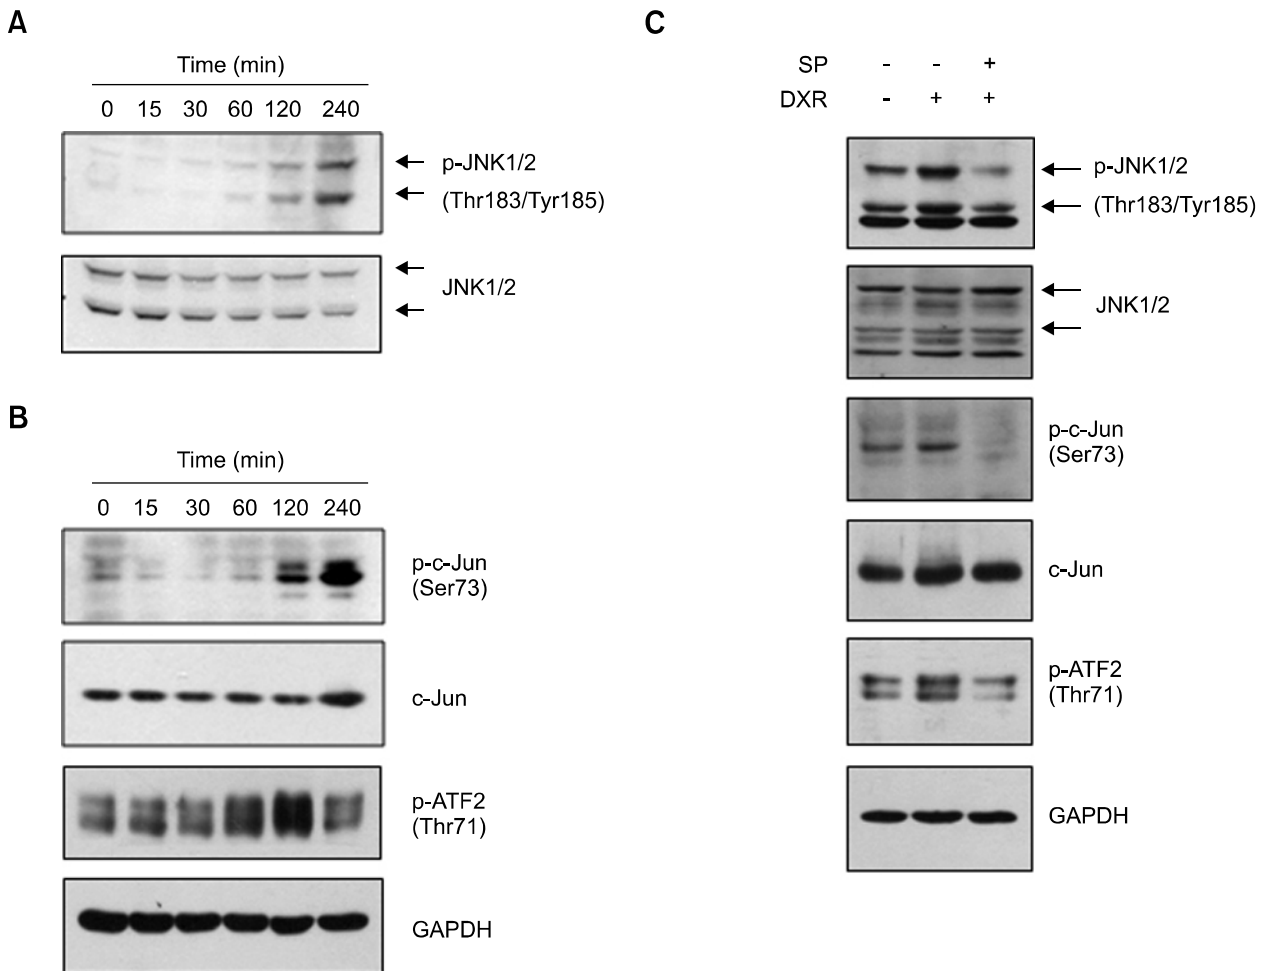 A
Time (min)
0 15 30 60 120 240
p-JNK1/2
(Thr183/Tyr185)
JNK1/2
B
Time (min)
0 15 30 60 120 240
p-c-Jun
(Ser73)
c-Jun
p-ATF2
(Thr71)
GAPDH
C
SP - - +
DXR - + +
p-JNK1/2
(Thr183/Tyr185)
JNK1/2
p-c-Jun
(Ser73)
c-Jun
p-ATF2
(Thr71)
GAPDH